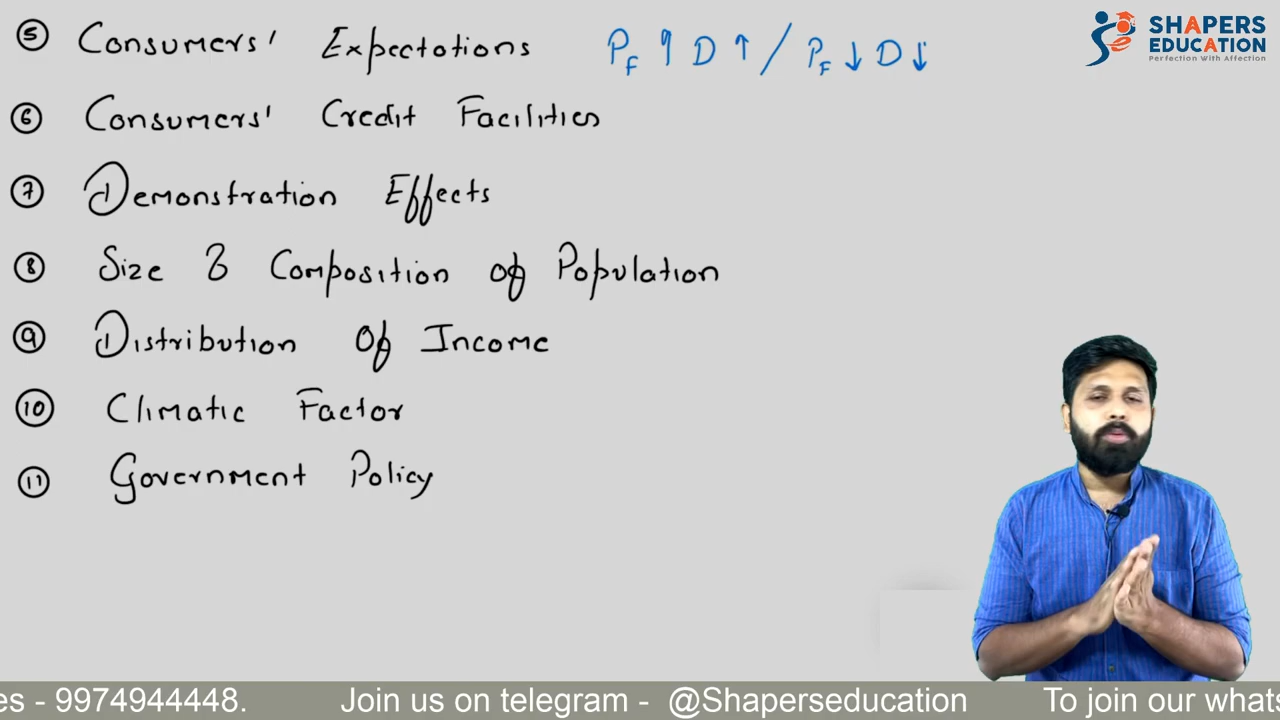 ⑤ Consumers' Expectations P_F ↑ D ↑ / P_F ↓ D ↓
⑥ Consumers' Credit Facilities
⑦ Demonstration Effects
⑧ Size & Composition of Population
⑨ Distribution Of Income
⑩ Climatic Factor
⑪ Government Policy
SHAPERS
EDUCATION
Perfection With Affection
es - 9974944448. Join us on telegram - @Shaperseducation To join our whats